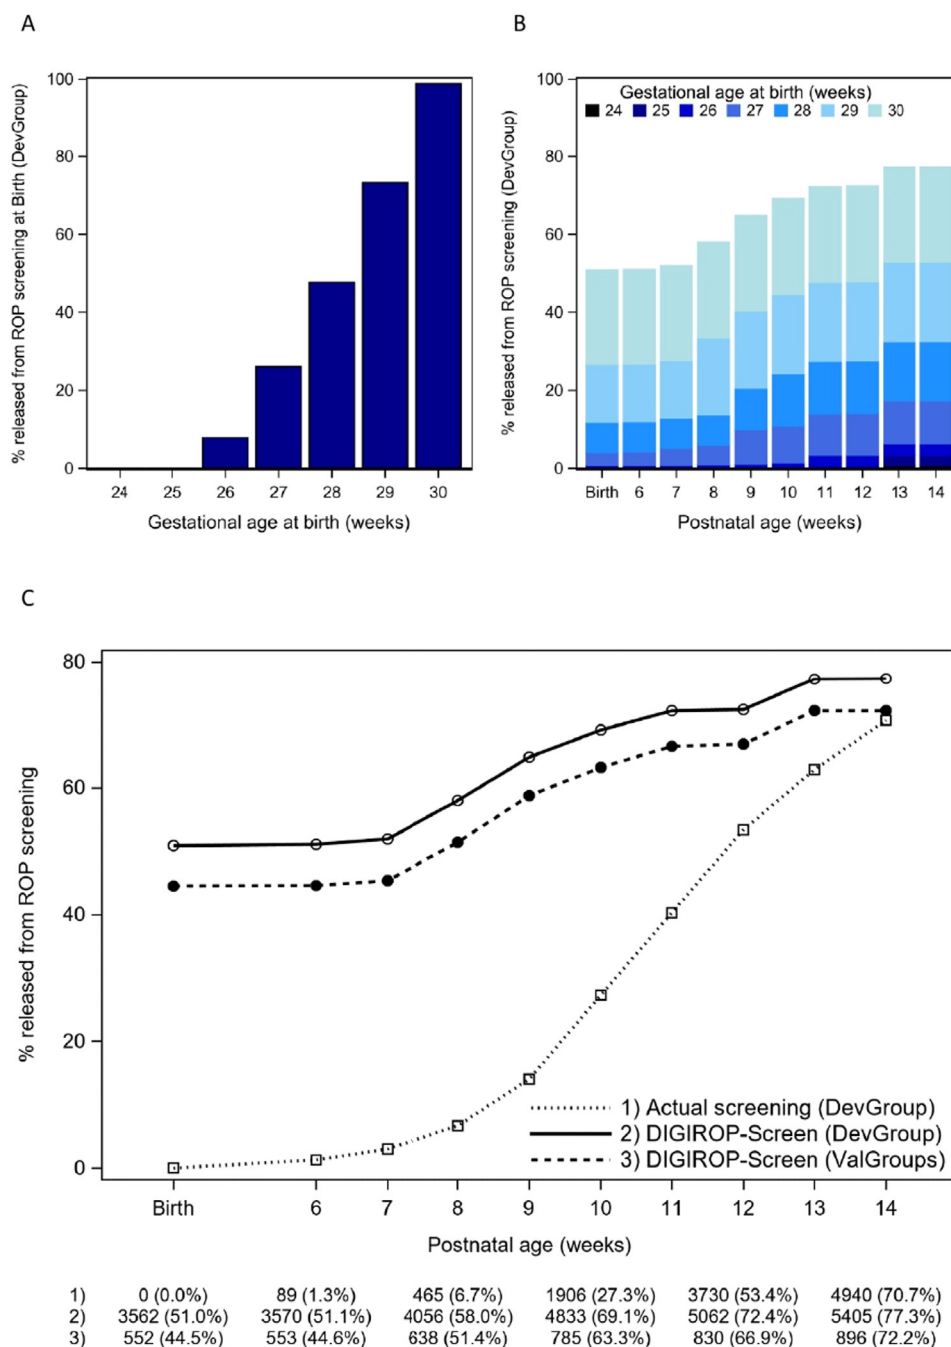 A
% released from ROP screening at Birth (DevGroup)
100
80
60
40
20
0
24 25 26 27 28 29 30
Gestational age at birth (weeks)
B
% released from ROP screening (DevGroup)
100
80
60
40
20
0
Gestational age at birth (weeks)
24 25 26 27 28 29 30
Birth 6 7 8 9 10 11 12 13 14
Postnatal age (weeks)
C
% released from ROP screening
80
60
40
20
0
1) Actual screening (DevGroup)
2) DIGIROP-Screen (DevGroup)
3) DIGIROP-Screen (ValGroups)
Birth 6 7 8 9 10 11 12 13 14
Postnatal age (weeks)
1) 0 (0.0%) 89 (1.3%) 465 (6.7%) 1906 (27.3%) 3730 (53.4%) 4940 (70.7%)
2) 3562 (51.0%) 3570 (51.1%) 4056 (58.0%) 4833 (69.1%) 5062 (72.4%) 5405 (77.3%)
3) 552 (44.5%) 553 (44.6%) 638 (51.4%) 785 (63.3%) 830 (66.9%) 896 (72.2%)